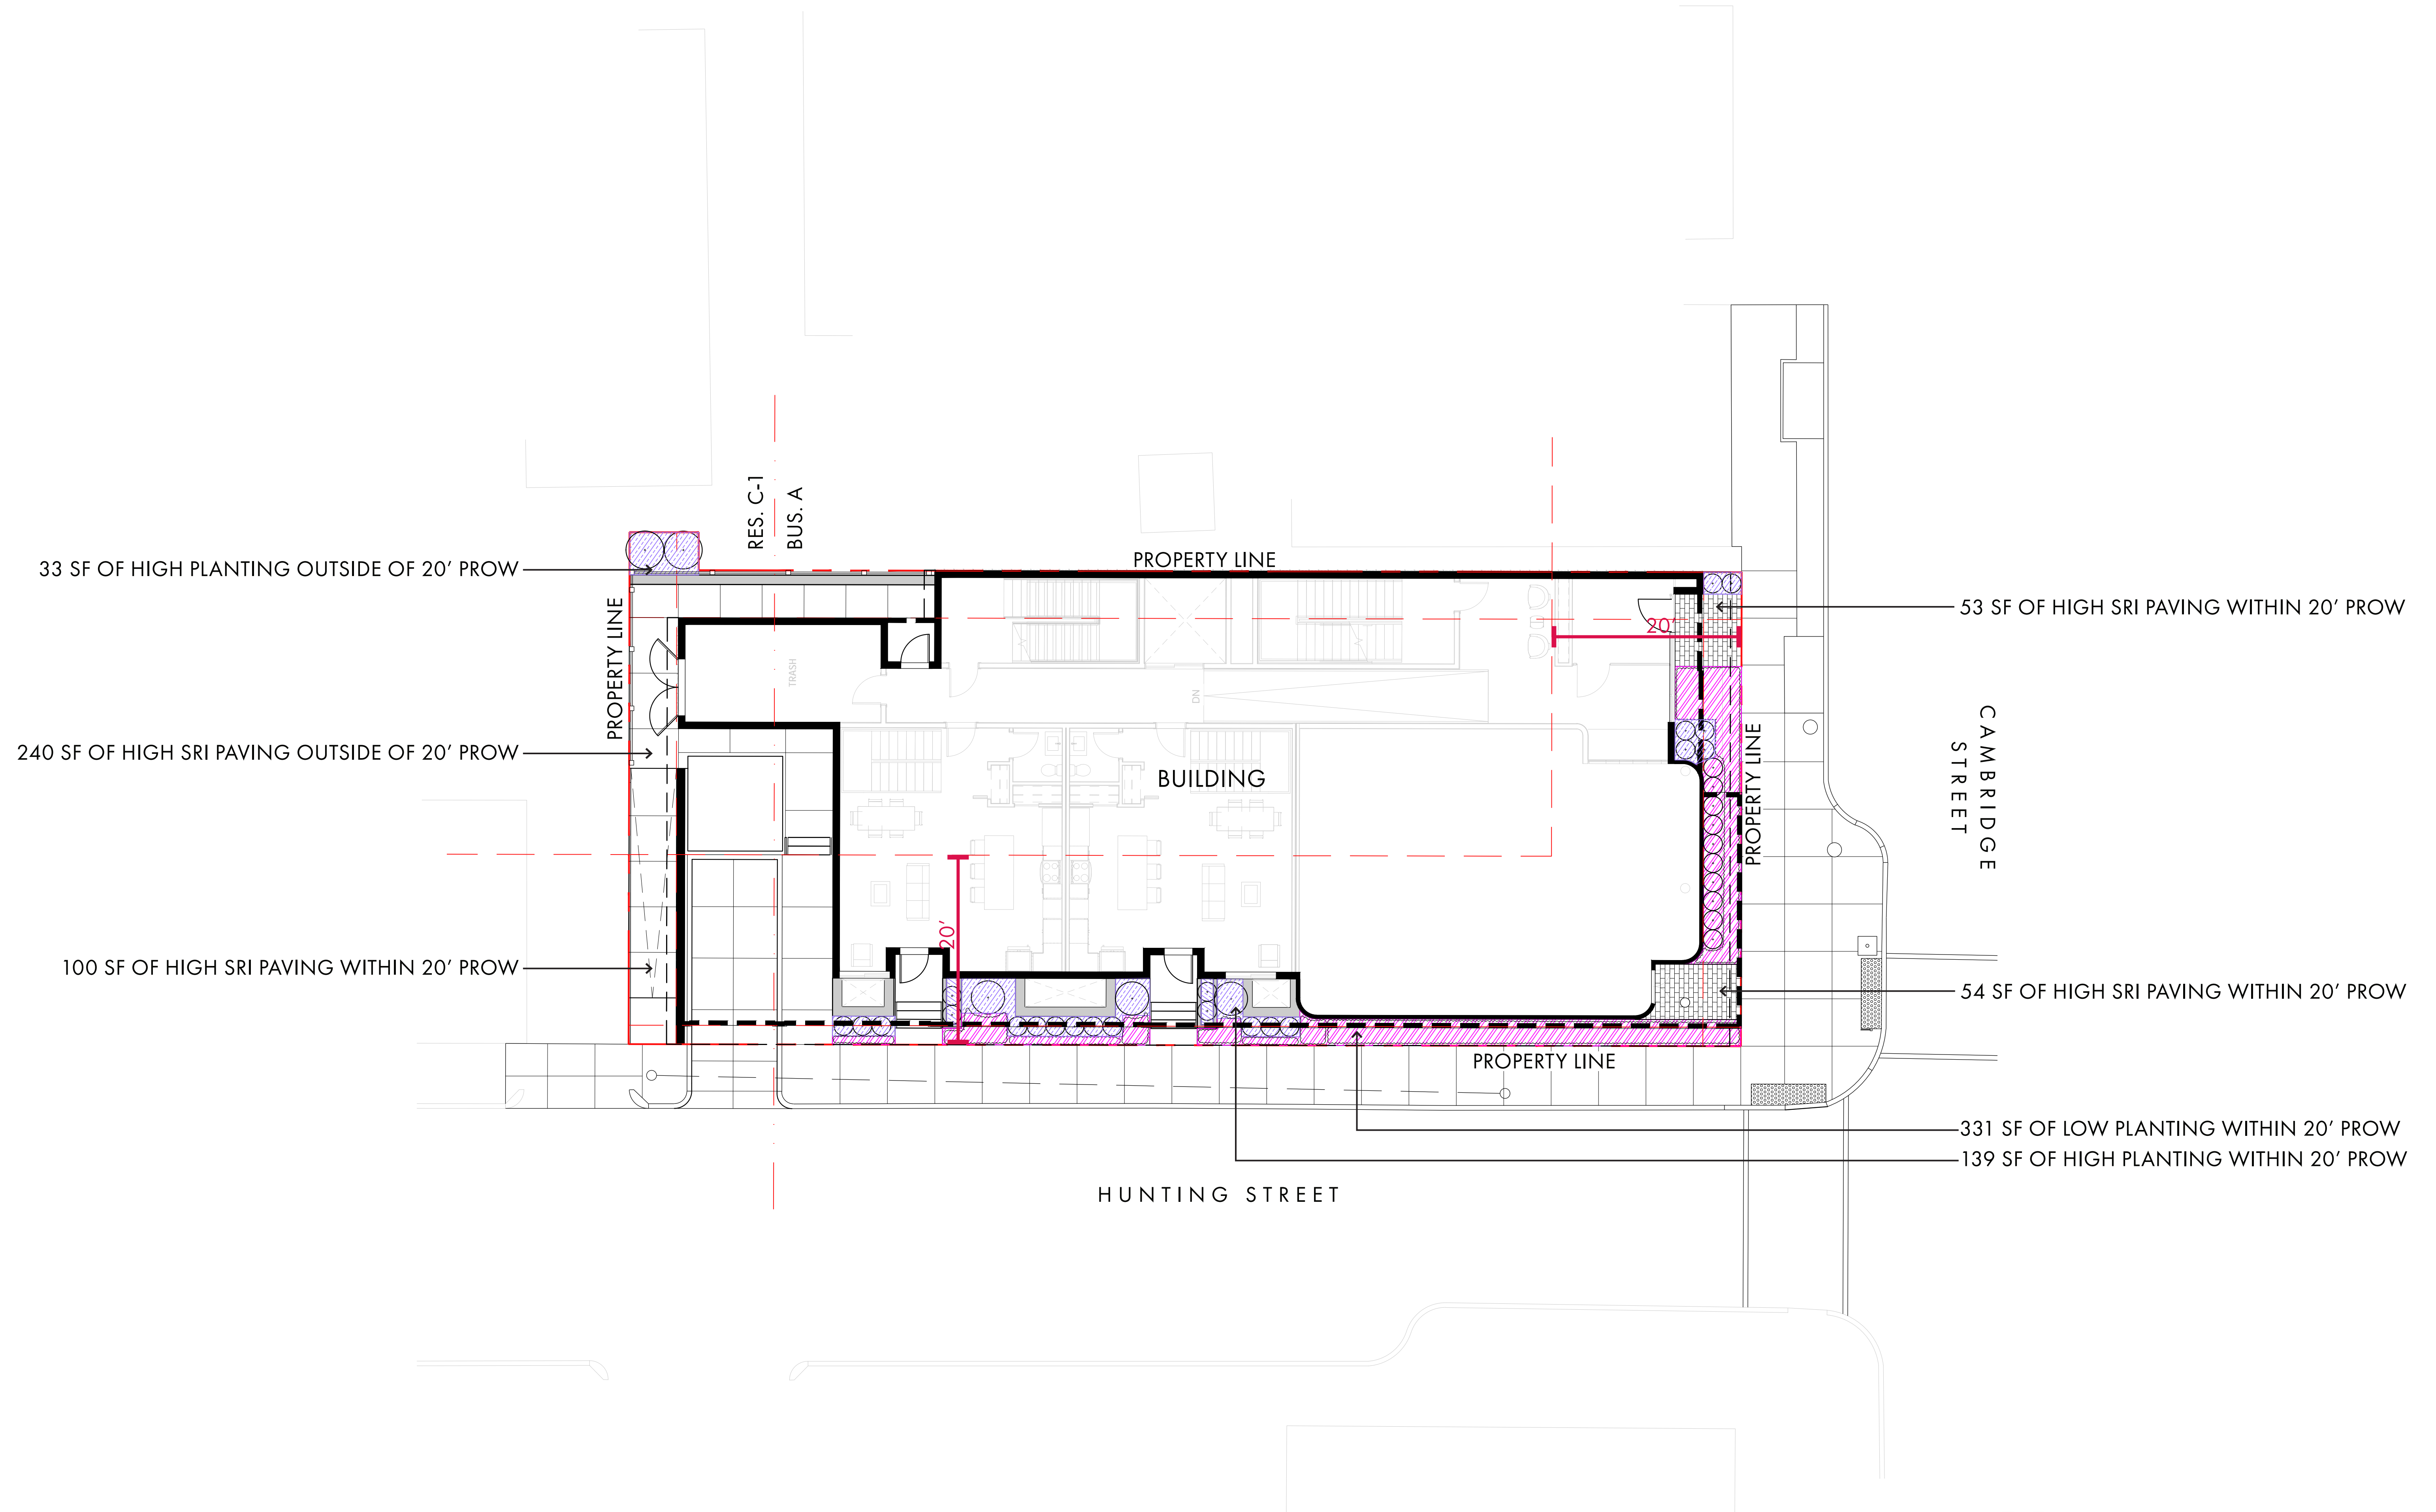 RES. C-1
BUS. A
PROPERTY LINE
33 SF OF HIGH PLANTING OUTSIDE OF 20' PROW
PROPERTY LINE
53 SF OF HIGH SRI PAVING WITHIN 20' PROW
20'
TRASH
DN
240 SF OF HIGH SRI PAVING OUTSIDE OF 20' PROW
BUILDING
PROPERTY LINE
CAMBRIDGE
STREET
20'
100 SF OF HIGH SRI PAVING WITHIN 20' PROW
54 SF OF HIGH SRI PAVING WITHIN 20' PROW
PROPERTY LINE
331 SF OF LOW PLANTING WITHIN 20' PROW
139 SF OF HIGH PLANTING WITHIN 20' PROW
HUNTING STREET